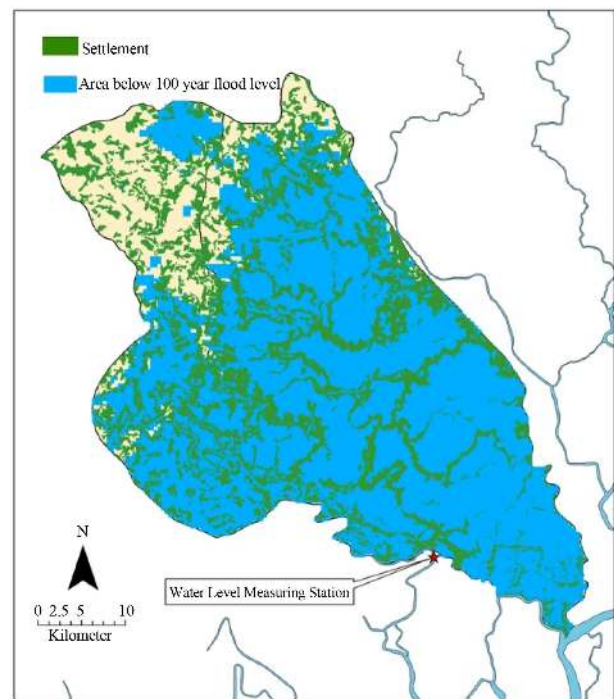 Settlement
Area below 100 year flood level
Water Level Measuring Station
N
0 2.5 5 10
Kilometer